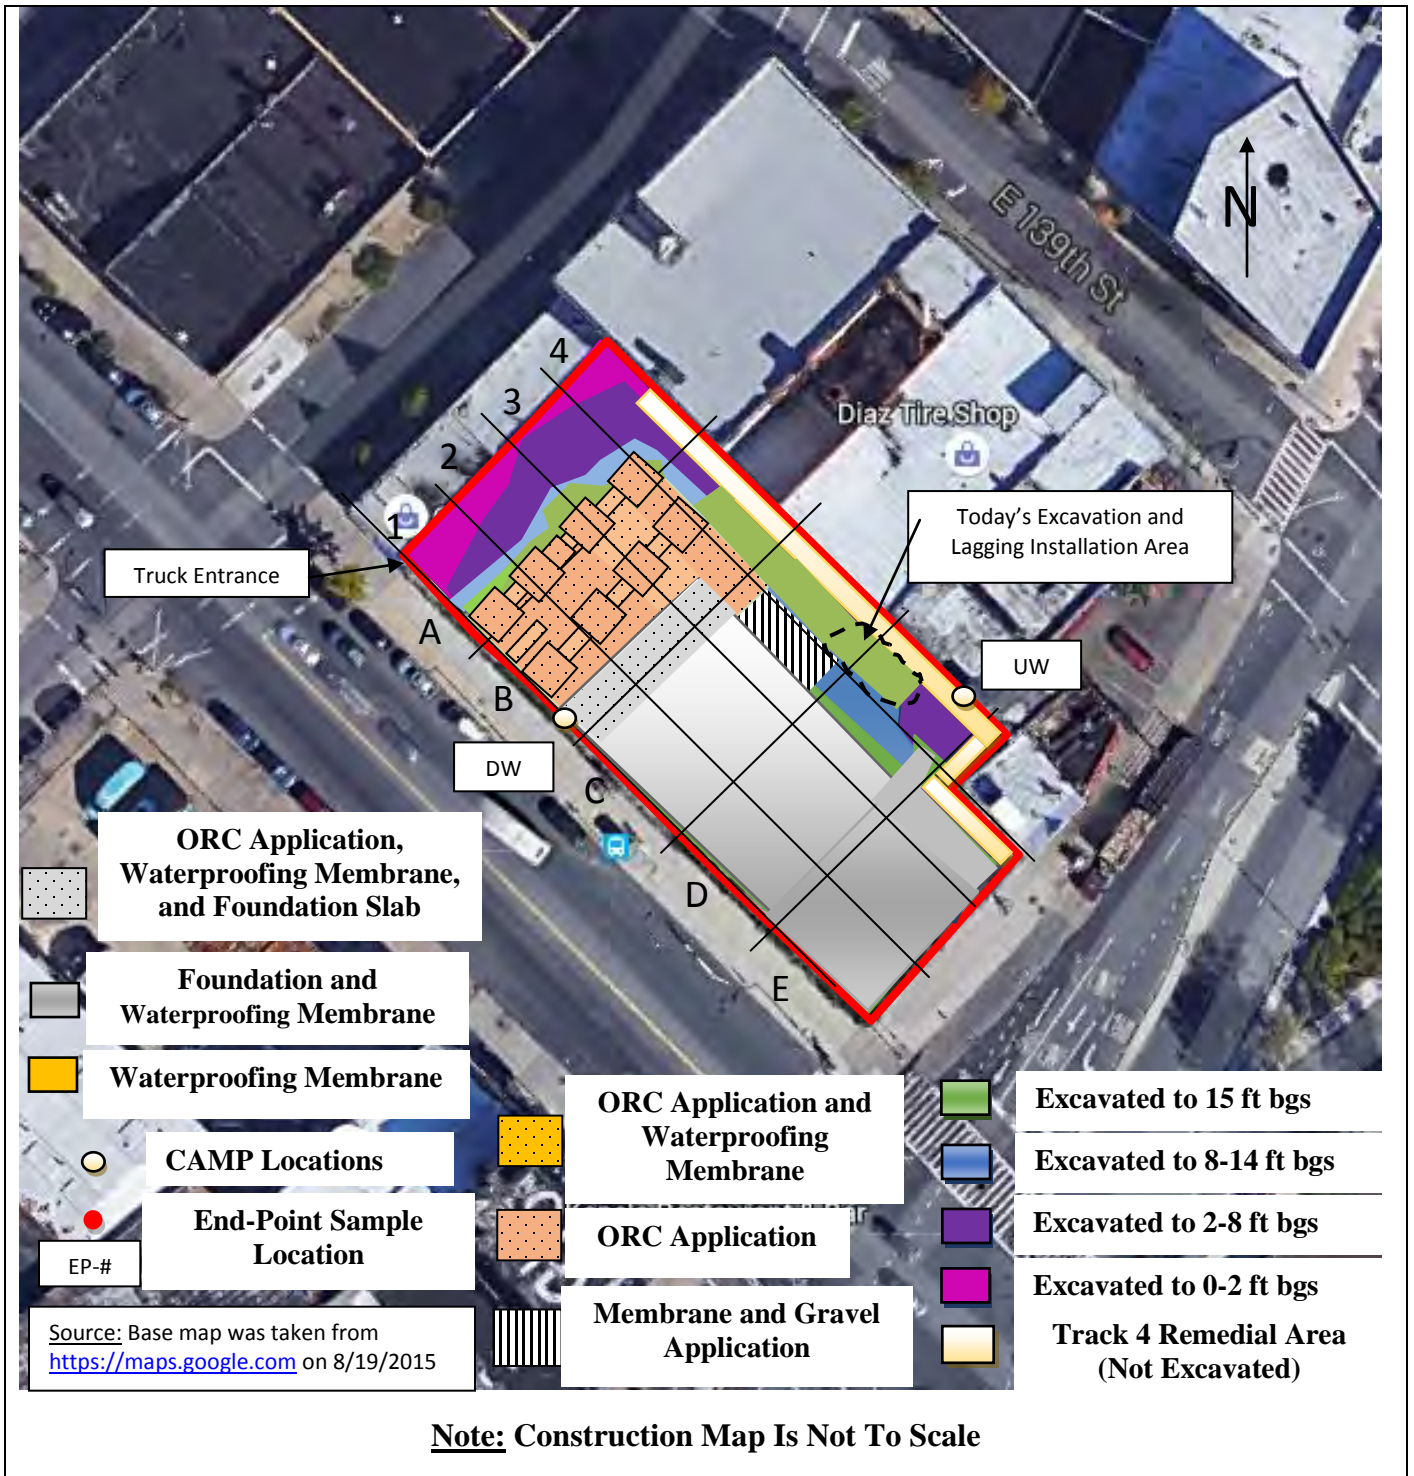 N
E 139th St
4
3
2
1
Diaz Tire Shop
Today's Excavation and
Lagging Installation Area
Truck Entrance
A
B
C
D
E
UW
DW
ORC Application,
Waterproofing Membrane,
and Foundation Slab
Foundation and
Waterproofing Membrane
Waterproofing Membrane
CAMP Locations
End-Point Sample
Location
EP-#
Source: Base map was taken from
https://maps.google.com on 8/19/2015
ORC Application and
Waterproofing
Membrane
ORC Application
Membrane and Gravel
Application
Excavated to 15 ft bgs
Excavated to 8-14 ft bgs
Excavated to 2-8 ft bgs
Excavated to 0-2 ft bgs
Track 4 Remedial Area
(Not Excavated)
Note: Construction Map Is Not To Scale